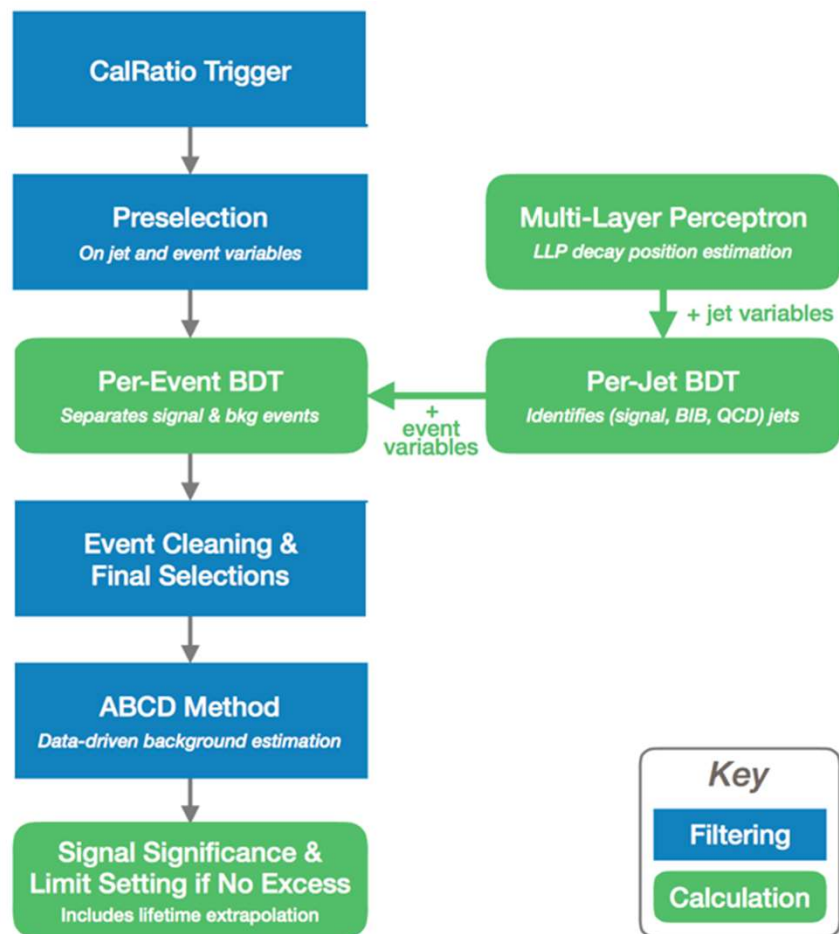 CalRatio Trigger
Preselection
On jet and event variables
Multi-Layer Perceptron
LLP decay position estimation
+ jet variables
Per-Event BDT
Separates signal & bkg events
+
event
variables
Per-Jet BDT
Identifies (signal, BIB, QCD) jets
Event Cleaning &
Final Selections
ABCD Method
Data-driven background estimation
Signal Significance &
Limit Setting if No Excess
Includes lifetime extrapolation
Key
Filtering
Calculation